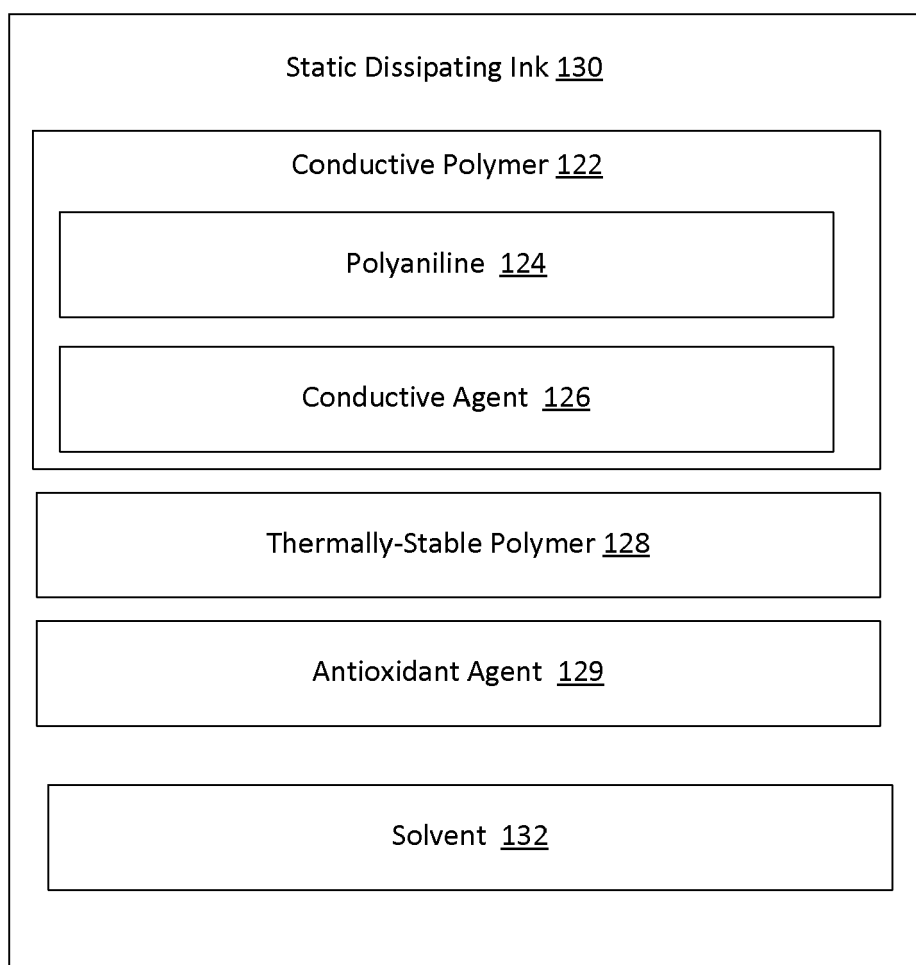 Static Dissipating Ink 130
Conductive Polymer 122
Polyaniline 124
Conductive Agent 126
Thermally-Stable Polymer 128
Antioxidant Agent 129
Solvent 132